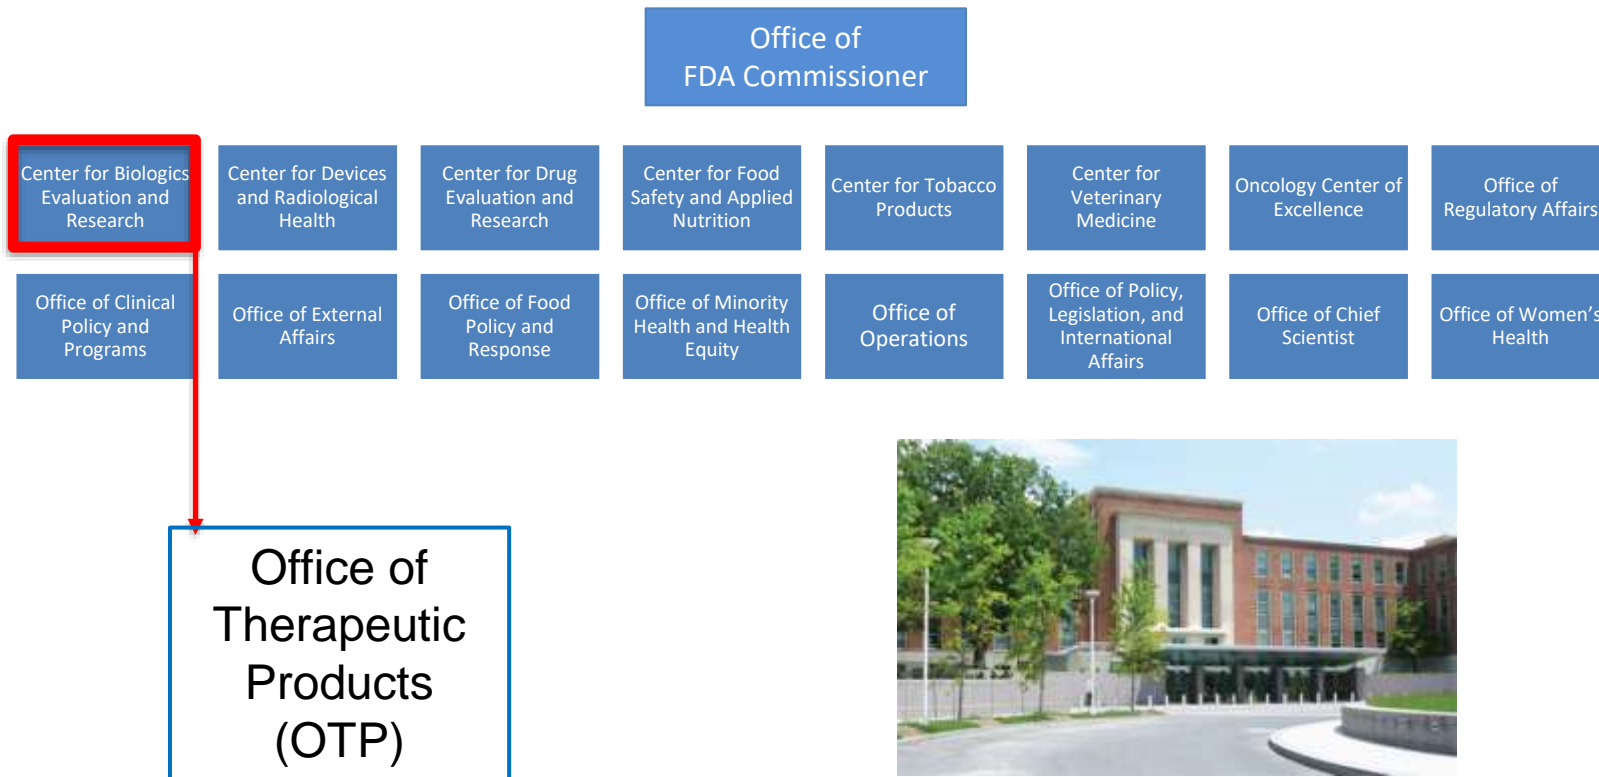 Office of
FDA Commissioner
Center for Biologics
Evaluation and
Research
Center for Devices
and Radiological
Health
Center for Drug
Evaluation and
Research
Center for Food
Safety and Applied
Nutrition
Center for Tobacco
Products
Center for
Veterinary
Medicine
Oncology Center of
Excellence
Office of
Regulatory Affairs
Office of Clinical
Policy and
Programs
Office of External
Affairs
Office of Food
Policy and
Response
Office of Minority
Health and Health
Equity
Office of
Operations
Office of Policy,
Legislation, and
International
Affairs
Office of Chief
Scientist
Office of Women's
Health
Office of
Therapeutic
Products
(OTP)